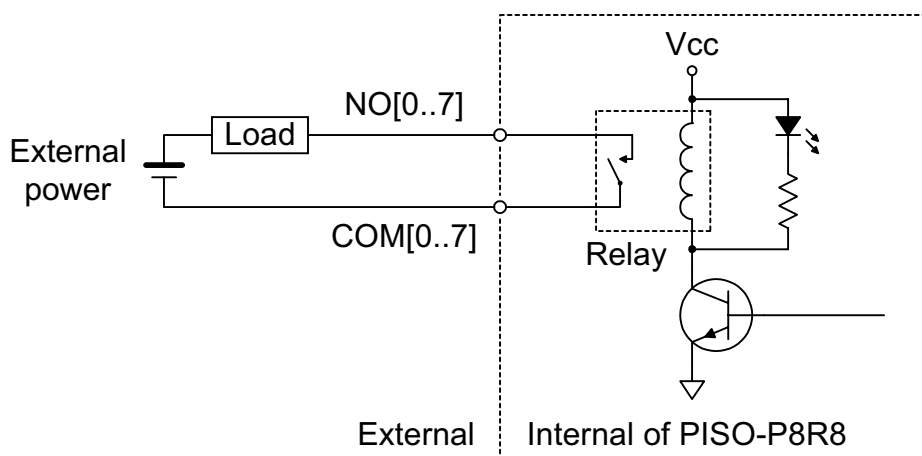 Vcc
NO[0..7]
Load
External
power
COM[0..7]
Relay
External
Internal of PISO-P8R8